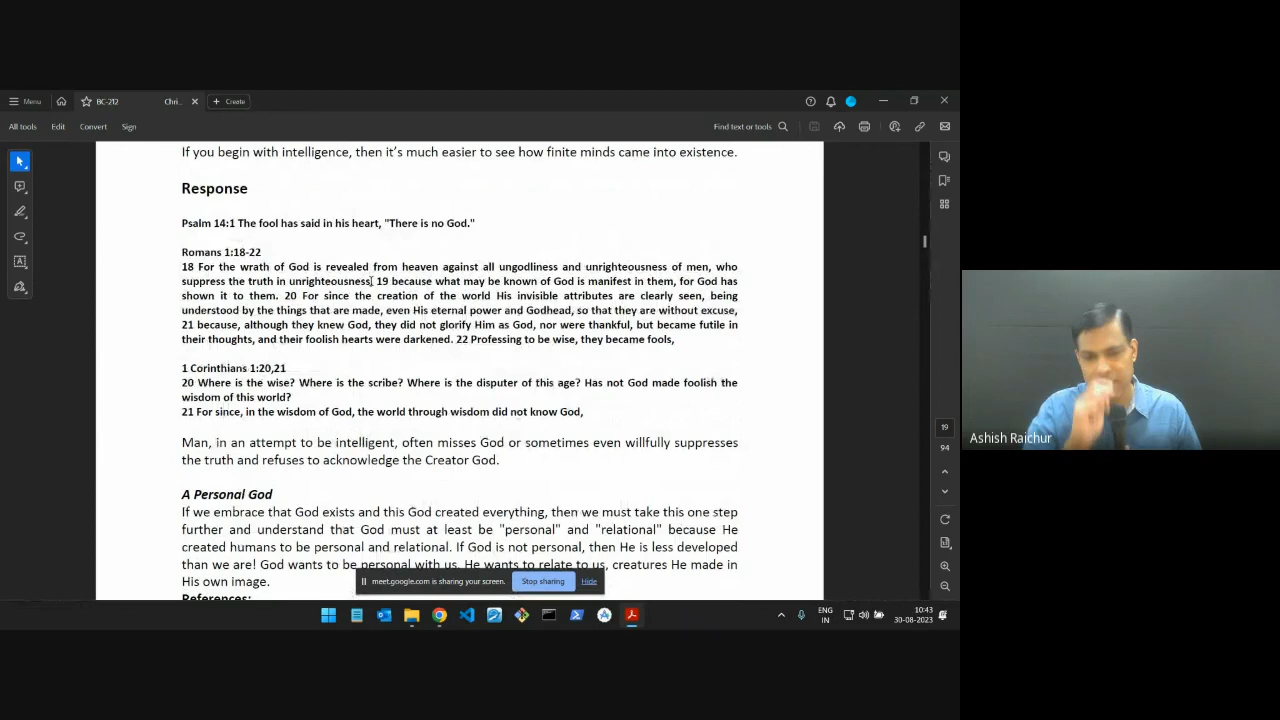 Menu
BC-212
Chri...
Create
All tools
Edit
Convert
Sign
Find text or tools
If you begin with intelligence, then it's much easier to see how finite minds came into existence.
Response
Psalm 14:1 The fool has said in his heart, "There is no God."
Romans 1:18-22
18 For the wrath of God is revealed from heaven against all ungodliness and unrighteousness of men, who
suppress the truth in unrighteousness, 19 because what may be known of God is manifest in them, for God has
shown it to them. 20 For since the creation of the world His invisible attributes are clearly seen, being
understood by the things that are made, even His eternal power and Godhead, so that they are without excuse,
21 because, although they knew God, they did not glorify Him as God, nor were thankful, but became futile in
their thoughts, and their foolish hearts were darkened. 22 Professing to be wise, they became fools,
1 Corinthians 1:20,21
20 Where is the wise? Where is the scribe? Where is the disputer of this age? Has not God made foolish the
wisdom of this world?
21 For since, in the wisdom of God, the world through wisdom did not know God,
Man, in an attempt to be intelligent, often misses God or sometimes even willfully suppresses
the truth and refuses to acknowledge the Creator God.
A Personal God
If we embrace that God exists and this God created everything, then we must take this one step
further and understand that God must at least be "personal" and "relational" because He
created humans to be personal and relational. If God is not personal, then He is less developed
than we are! God wants to be personal with us. He wants to relate to us, creatures He made in
His own image.
References:
19
94
meet.google.com is sharing your screen.
Stop sharing
Hide
ENG
IN
10:43
30-08-2023
Ashish Raichur